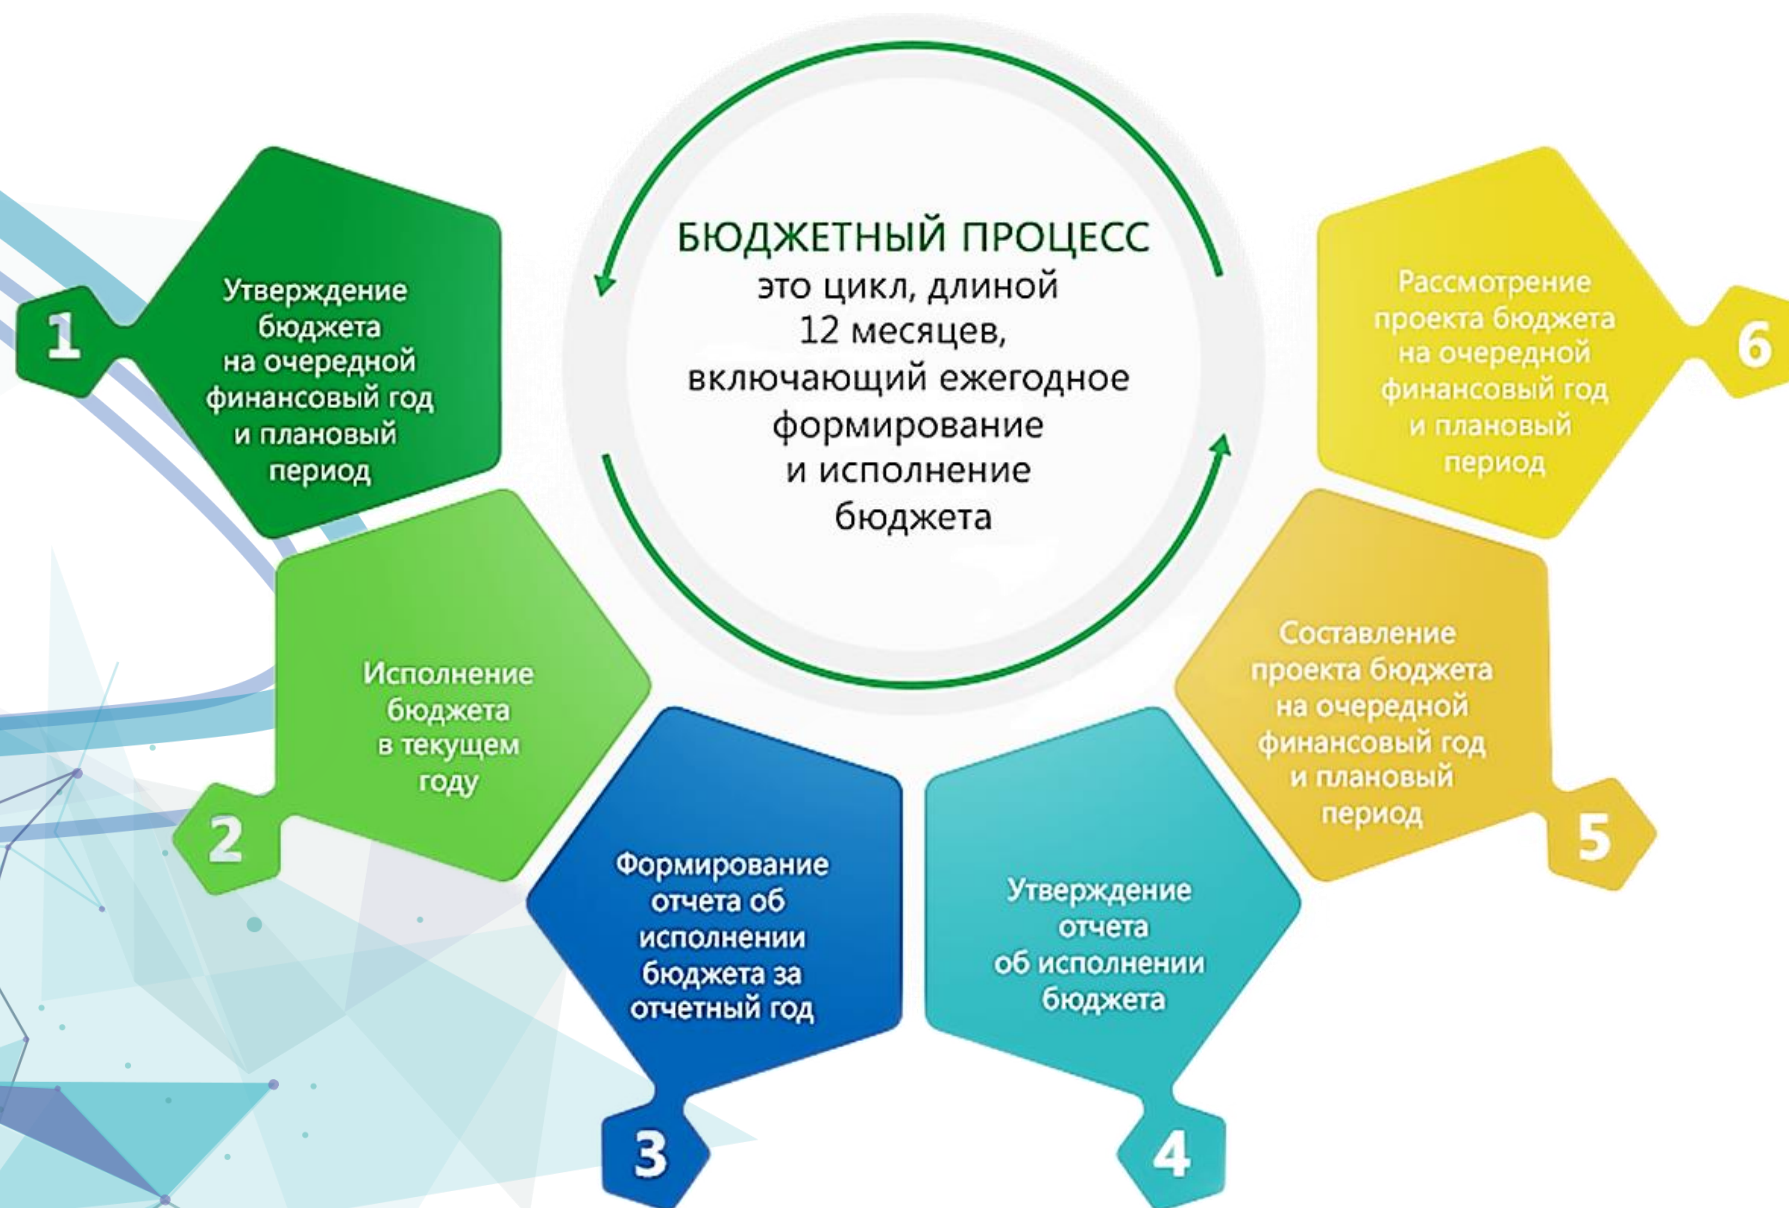 БЮДЖЕТНЫЙ ПРОЦЕСС
это цикл, длиной
12 месяцев,
включающий ежегодное
формирование
и исполнение
бюджета
1
Утверждение
бюджета
на очередной
финансовый год
и плановый
период
2
Исполнение
бюджета
в текущем
году
3
Формирование
отчета об
исполнении
бюджета за
отчетный год
4
Утверждение
отчета
об исполнении
бюджета
5
Составление
проекта бюджета
на очередной
финансовый год
и плановый
период
6
Рассмотрение
проекта бюджета
на очередной
финансовый год
и плановый
период